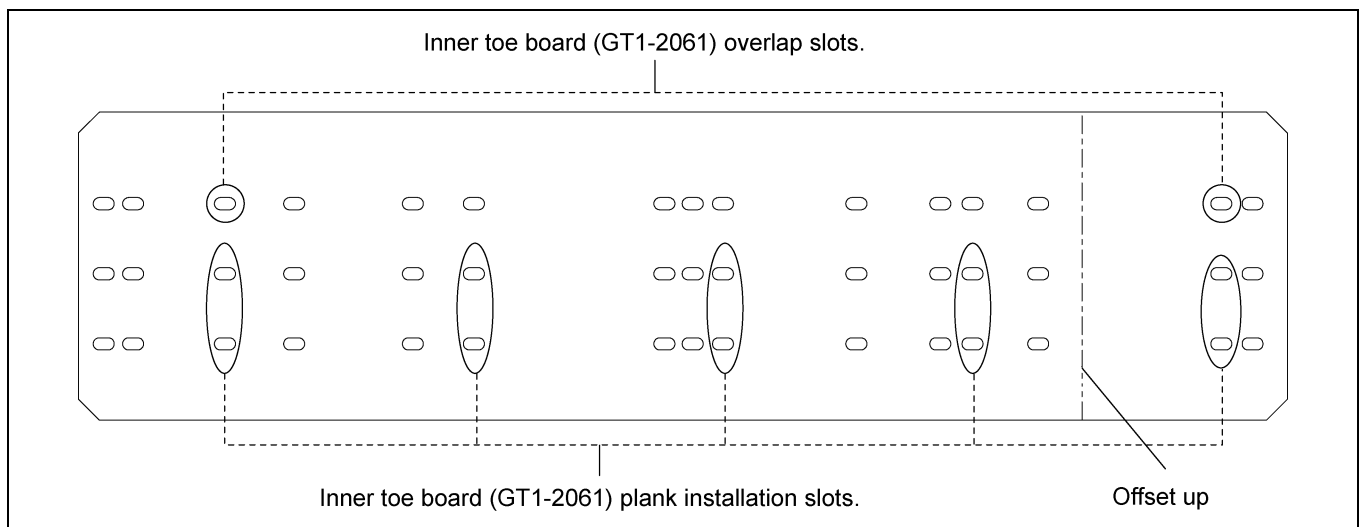 Inner toe board (GT1-2061) overlap slots.
Inner toe board (GT1-2061) plank installation slots.
Offset up